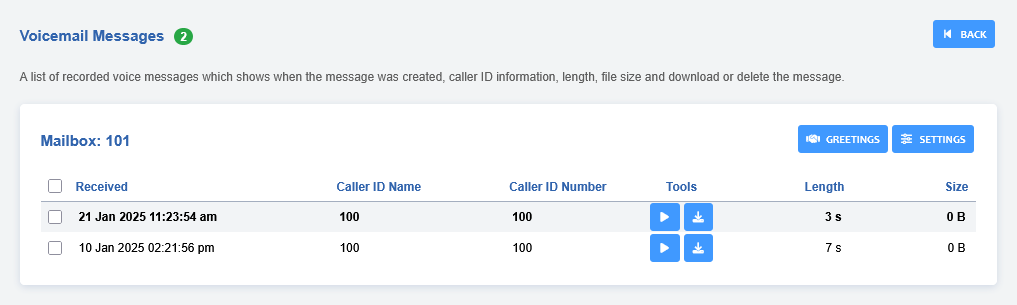 Voicemail Messages 2
BACK
A list of recorded voice messages which shows when the message was created, caller ID information, length, file size and download or delete the message.
Mailbox: 101
GREETINGS SETTINGS
Received Caller ID Name Caller ID Number Tools Length Size
21 Jan 2025 11:23:54 am 100 100 3 s 0 B
10 Jan 2025 02:21:56 pm 100 100 7 s 0 B